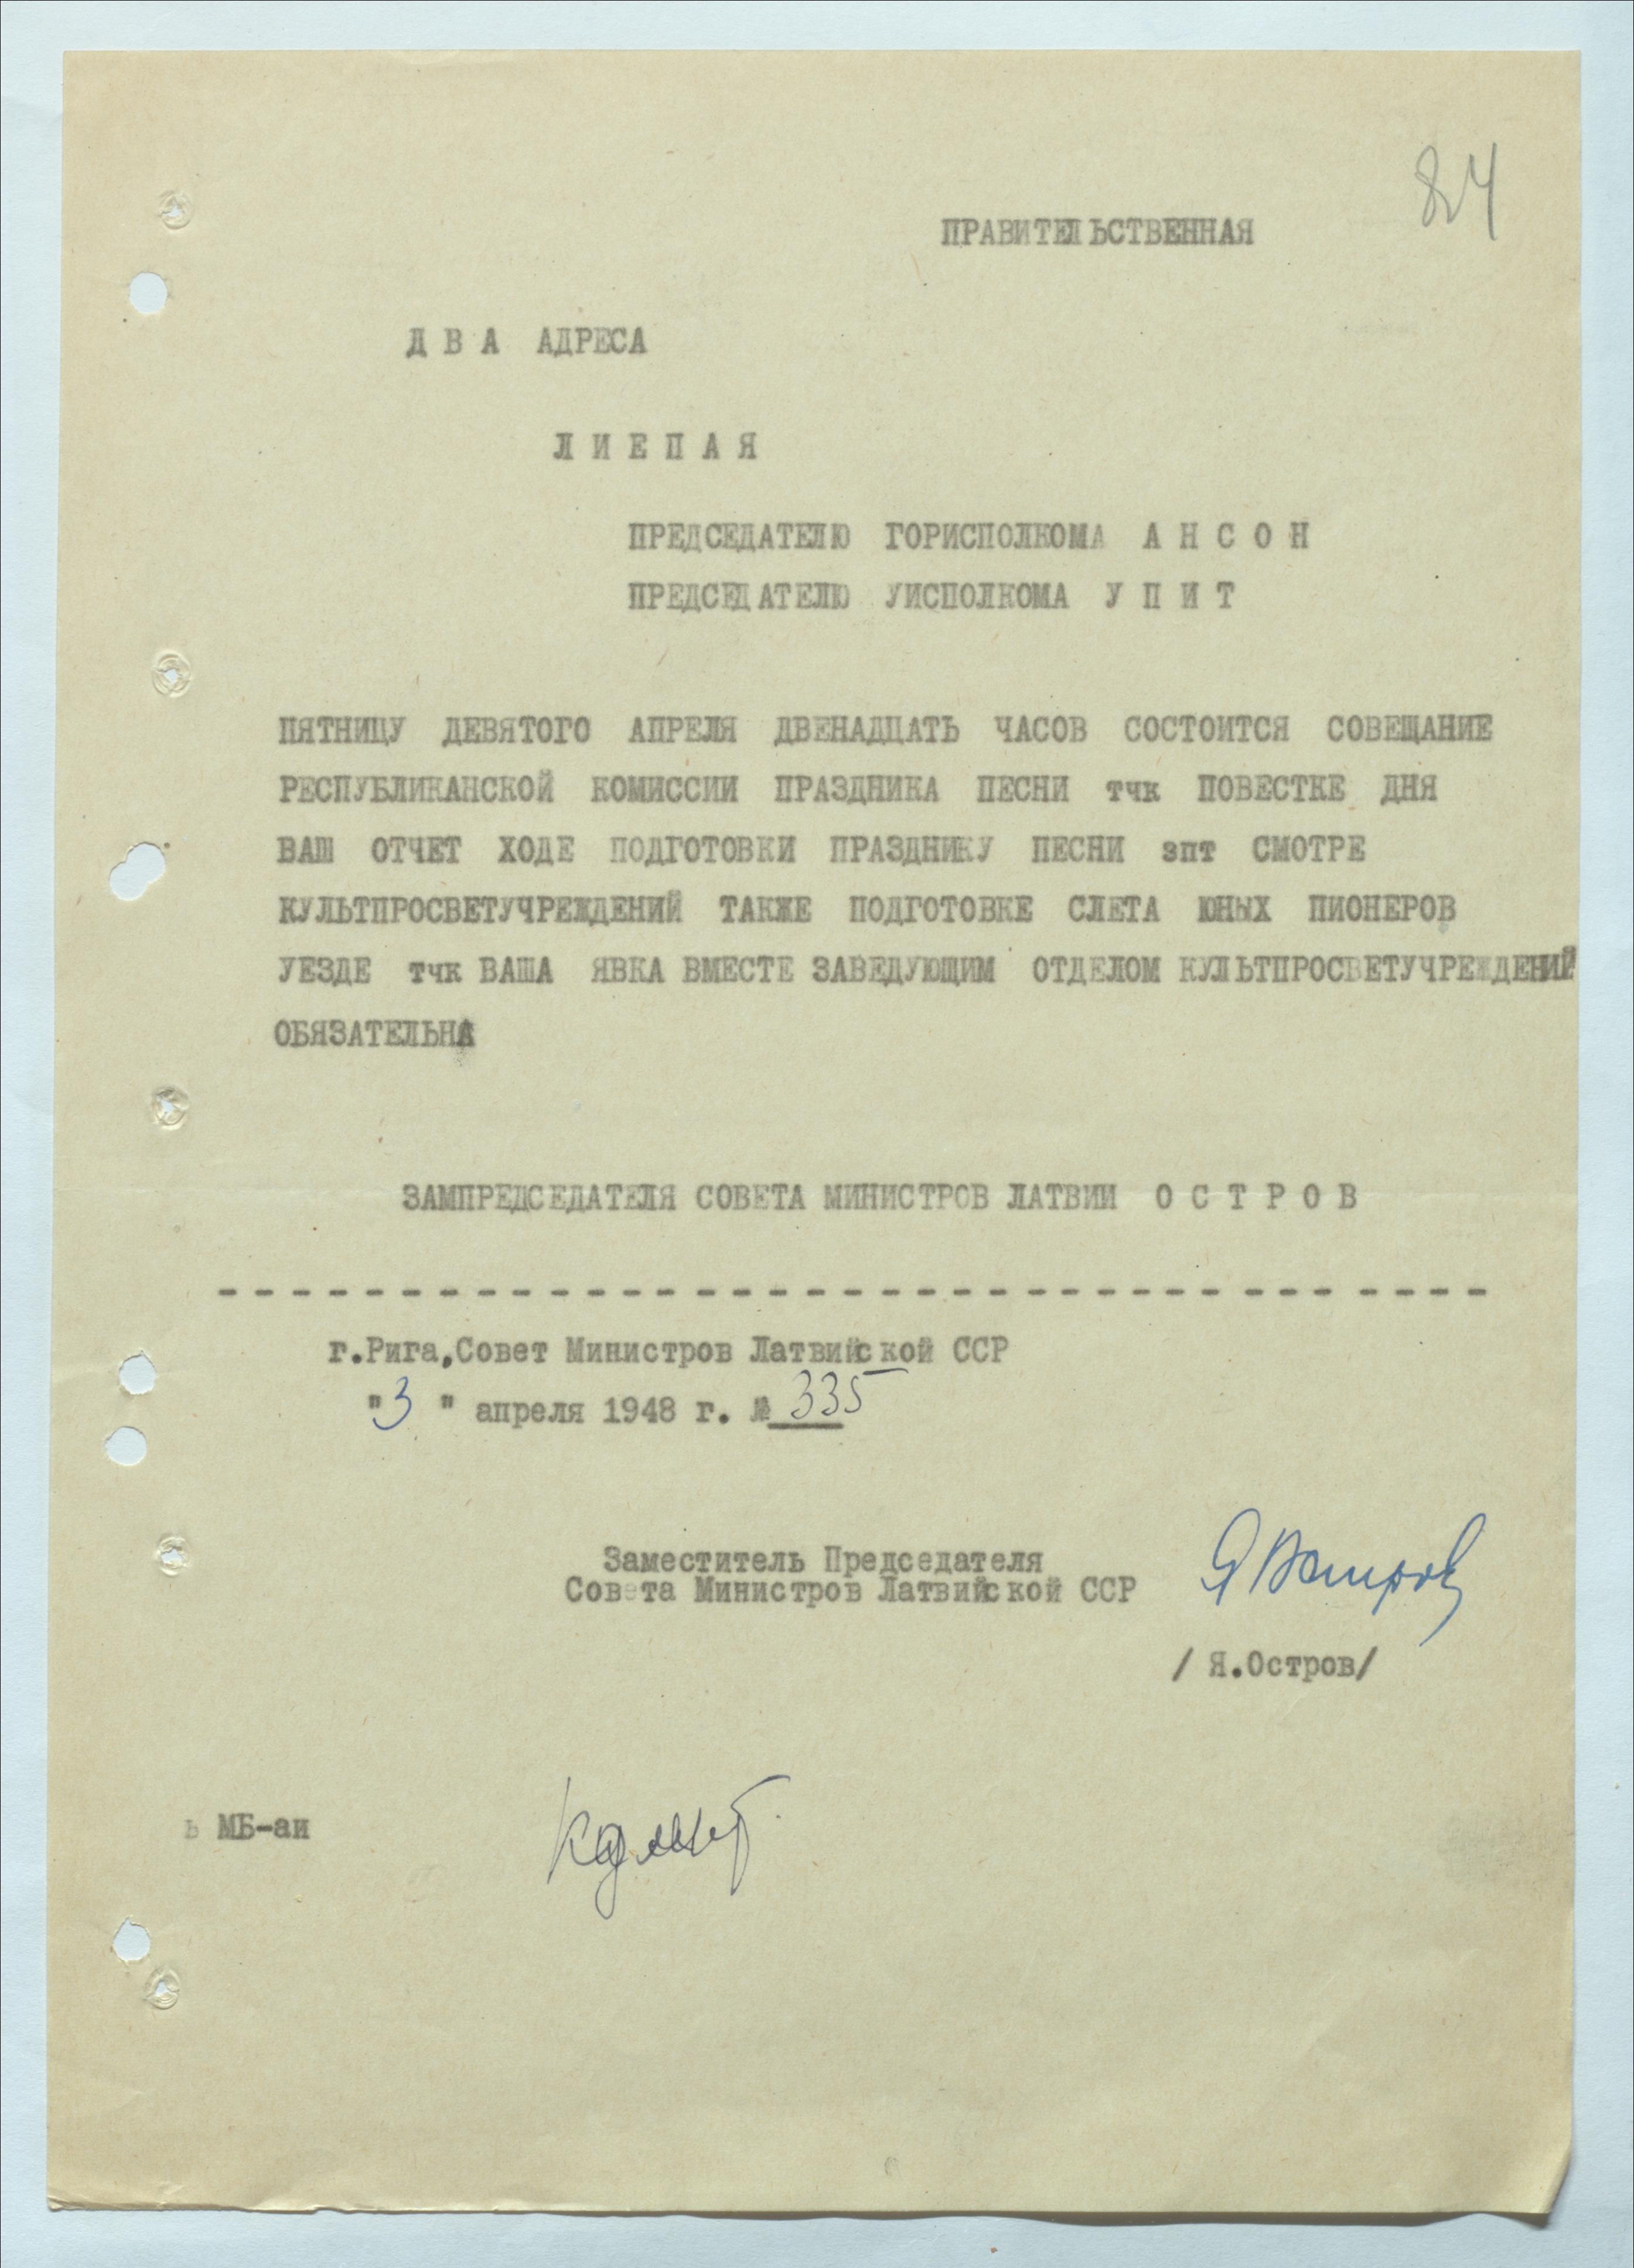 84
ПРАВИТЕЛЬСТВЕННАЯ
Д В А АДРЕСА
Л И Е П А Я
ПРЕДСЕДАТЕЛЮ ГОРИСПОЛКОМА А Н С О Н
ПРЕДСЕДАТЕЛЮ УИСПОЛКОМА У П И Т
ПЯТНИЦУ ДЕВЯТОГО АПРЕЛЯ ДВЕНАДЦАТЬ ЧАСОВ СОСТОИТСЯ СОВЕЩАНИЕ
РЕСПУБЛИКАНСКОЙ КОМИССИИ ПРАЗДНИКА ПЕСНИ тчк ПОВЕСТКЕ ДНЯ
ВАШ ОТЧЕТ ХОДЕ ПОДГОТОВКИ ПРАЗДНИКУ ПЕСНИ зпт СМОТРЕ
КУЛЬТПРОСВЕТУЧРЕЖДЕНИЙ ТАКЖЕ ПОДГОТОВКЕ СЛЕТА ЮНЫХ ПИОНЕРОВ
УЕЗДЕ тчк ВАША ЯВКА ВМЕСТЕ ЗАВЕДУЮЩИМ ОТДЕЛОМ КУЛЬТПРОСВЕТУЧРЕЖДЕНИЙ
ОБЯЗАТЕЛЬНА
ЗАМПРЕДСЕДАТЕЛЯ СОВЕТА МИНИСТРОВ ЛАТВИИ О С Т Р О В
г.Рига,Совет Министров Латвийской ССР
"3" апреля 1948 г. № 335
Заместитель Председателя
Совета Министров Латвийской ССР
/ Я.Остров/
ь МБ-аи